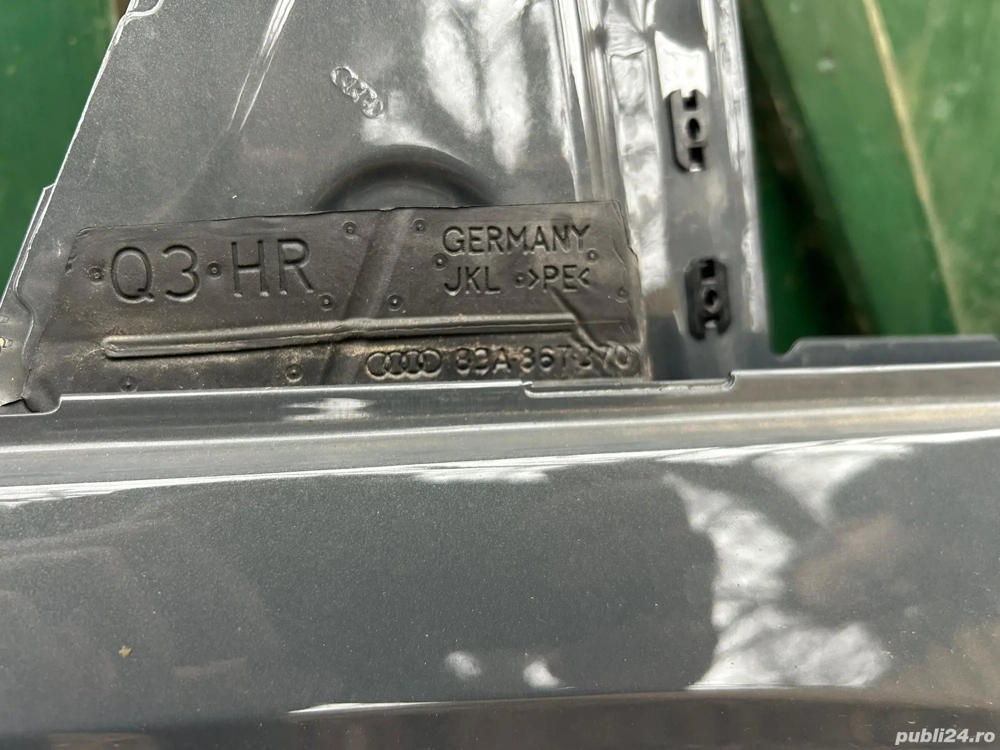 Q3·HR
GERMANY
JKL >PE<
83A 867 370
publi24.ro